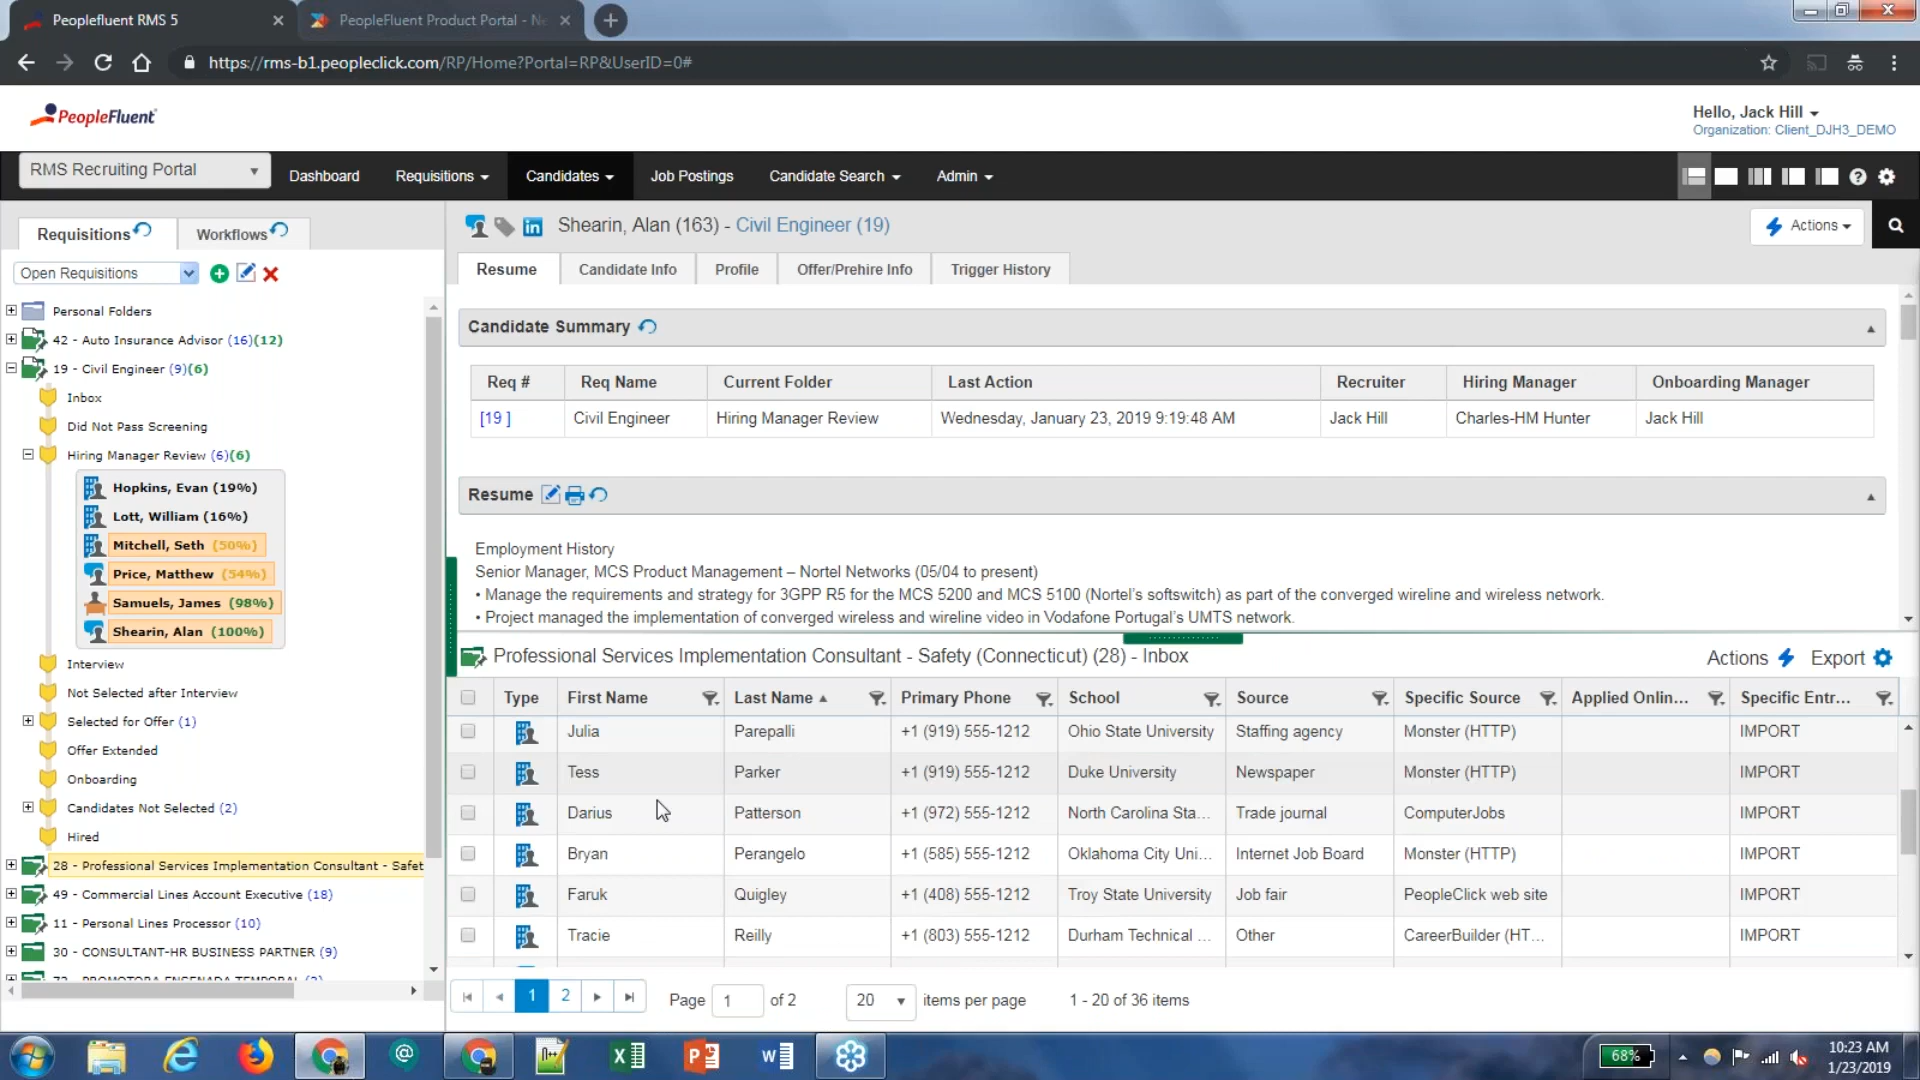 Peoplefluent RMS 5
PeopleFluent Product Portal - Ne
https://rms-b1.peopleclick.com/RP/Home?Portal=RP&UserID=0#
PeopleFluent
Hello, Jack Hill
Organization: Client_DJH3_DEMO
RMS Recruiting Portal
Dashboard
Requisitions
Candidates
Job Postings
Candidate Search
Admin
Requisitions
Workflows
Open Requisitions
Personal Folders
42 - Auto Insurance Advisor (16)(12)
19 - Civil Engineer (9)(6)
Inbox
Did Not Pass Screening
Hiring Manager Review (6)(6)
Hopkins, Evan (19%)
Lott, William (16%)
Mitchell, Seth (50%)
Price, Matthew (54%)
Samuels, James (98%)
Shearin, Alan (100%)
Interview
Not Selected after Interview
Selected for Offer (1)
Offer Extended
Onboarding
Candidates Not Selected (2)
Hired
28 - Professional Services Implementation Consultant - Safet
49 - Commercial Lines Account Executive (18)
11 - Personal Lines Processor (10)
30 - CONSULTANT-HR BUSINESS PARTNER (9)
72 - PROMOTORA ENSENADA TEMPORAL (2)
Shearin, Alan (163) - Civil Engineer (19)
Actions
Resume
Candidate Info
Profile
Offer/Prehire Info
Trigger History
Candidate Summary
Req # Req Name Current Folder Last Action Recruiter Hiring Manager Onboarding Manager
[19 ] Civil Engineer Hiring Manager Review Wednesday, January 23, 2019 9:19:48 AM Jack Hill Charles-HM Hunter Jack Hill
Resume
Employment History
Senior Manager, MCS Product Management – Nortel Networks (05/04 to present)
• Manage the requirements and strategy for 3GPP R5 for the MCS 5200 and MCS 5100 (Nortel's softswitch) as part of the converged wireline and wireless network.
• Project managed the implementation of converged wireless and wireline video in Vodafone Portugal's UMTS network.
Professional Services Implementation Consultant - Safety (Connecticut) (28) - Inbox
Actions
Export
Type First Name Last Name Primary Phone School Source Specific Source Applied Onlin... Specific Entr...
Julia Parepalli +1 (919) 555-1212 Ohio State University Staffing agency Monster (HTTP) IMPORT
Tess Parker +1 (919) 555-1212 Duke University Newspaper Monster (HTTP) IMPORT
Darius Patterson +1 (972) 555-1212 North Carolina Sta... Trade journal ComputerJobs IMPORT
Bryan Perangelo +1 (585) 555-1212 Oklahoma City Uni... Internet Job Board Monster (HTTP) IMPORT
Faruk Quigley +1 (408) 555-1212 Troy State University Job fair PeopleClick web site IMPORT
Tracie Reilly +1 (803) 555-1212 Durham Technical ... Other CareerBuilder (HT... IMPORT
1 2 Page 1 of 2 20 items per page 1 - 20 of 36 items
68%
10:23 AM
1/23/2019